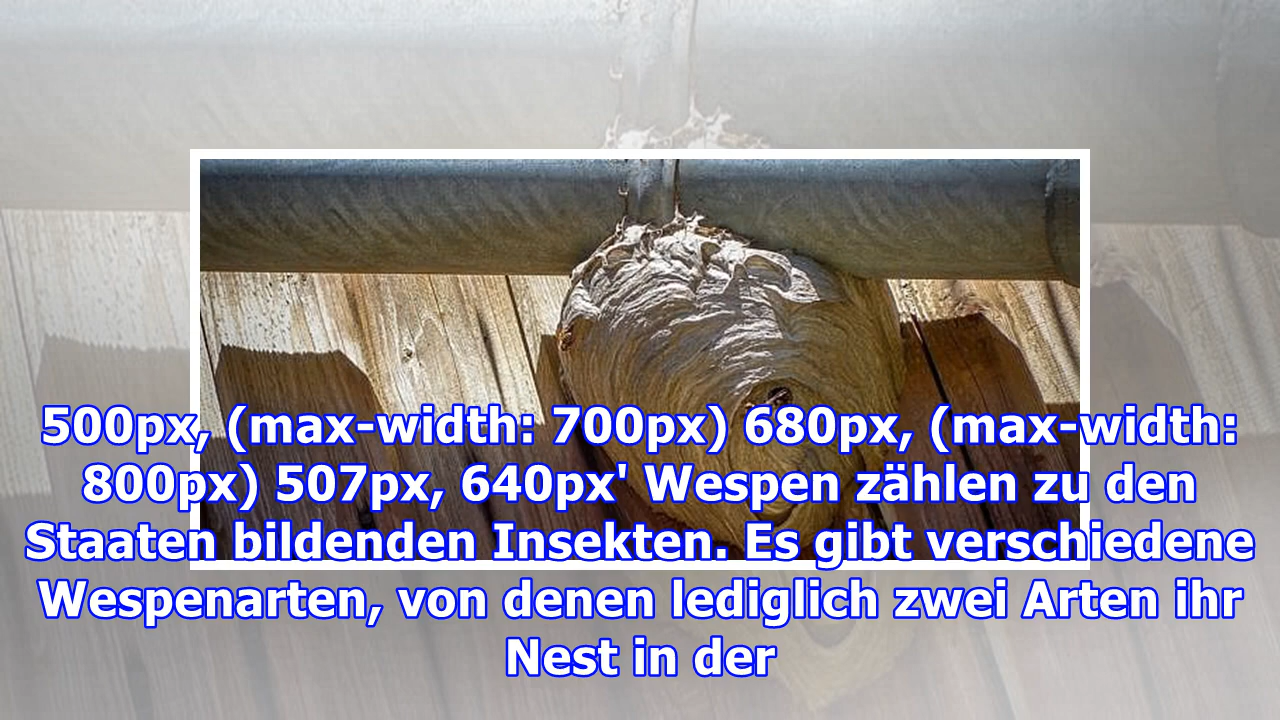 500px, (max-width: 700px) 680px, (max-width:
800px) 507px, 640px' Wespen zählen zu den
Staaten bildenden Insekten. Es gibt verschiedene
Wespenarten, von denen lediglich zwei Arten ihr
Nest in der